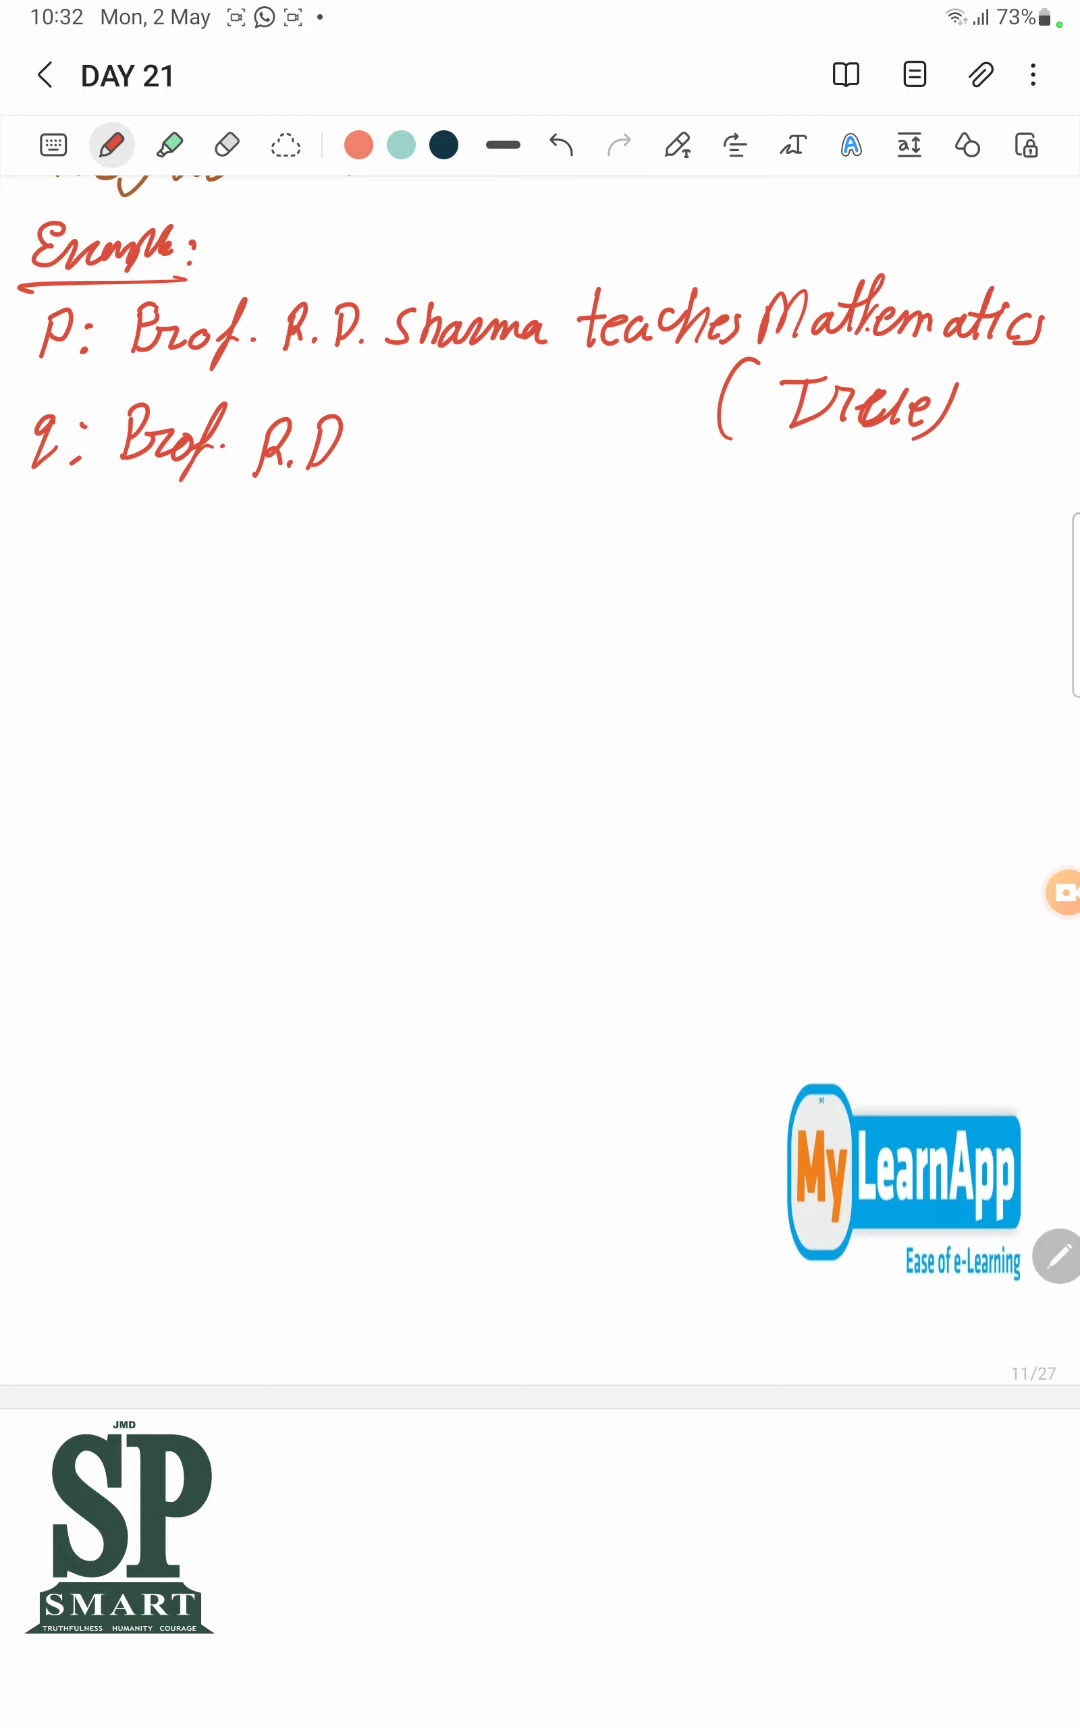 10:32 Mon, 2 May 73%
DAY 21
Example:
p: Prof. R. D. Sharma teaches Mathematics
(True)
q: Prof. R. D
My LearnApp
Ease of e-Learning
11/27
JMD
SP
SMART
TRUTHFULNESS HUMANITY COURAGE